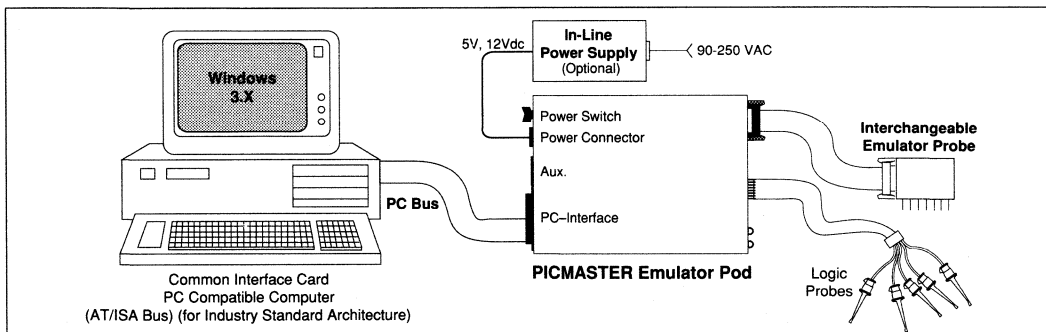 Windows
3.X
5V, 12Vdc
In-Line
Power Supply
(Optional)
90-250 VAC
Power Switch
Power Connector
Aux.
PC–Interface
PC Bus
Interchangeable
Emulator Probe
PICMASTER Emulator Pod
Logic
Probes
Common Interface Card
PC Compatible Computer
(AT/ISA Bus) (for Industry Standard Architecture)